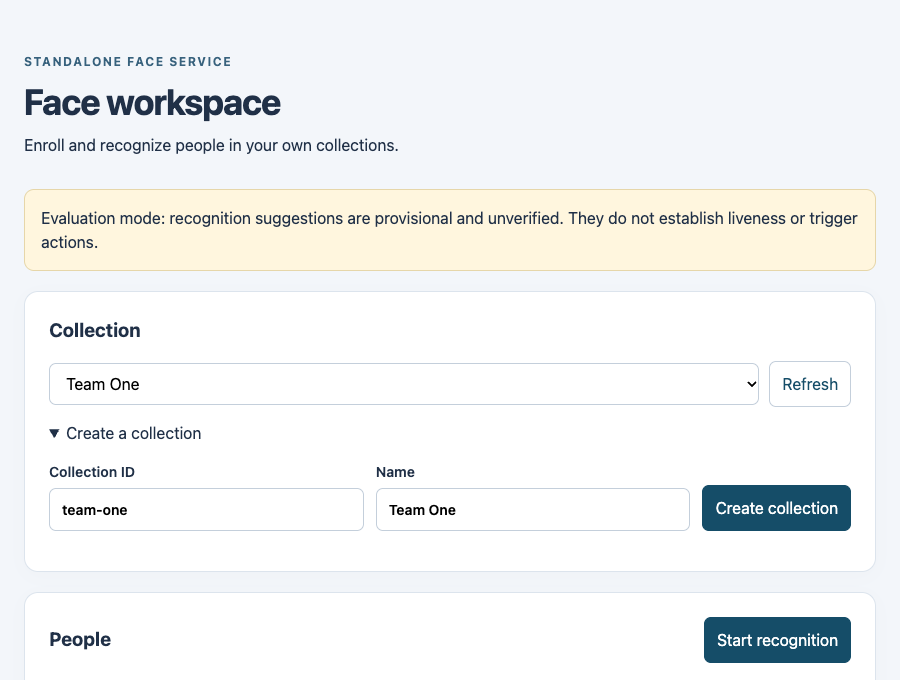 STANDALONE FACE SERVICE
Face workspace
Enroll and recognize people in your own collections.
Evaluation mode: recognition suggestions are provisional and unverified. They do not establish liveness or trigger
actions.
Collection
Team One
Refresh
▼ Create a collection
Collection ID
Name
team-one
Team One
Create collection
People
Start recognition